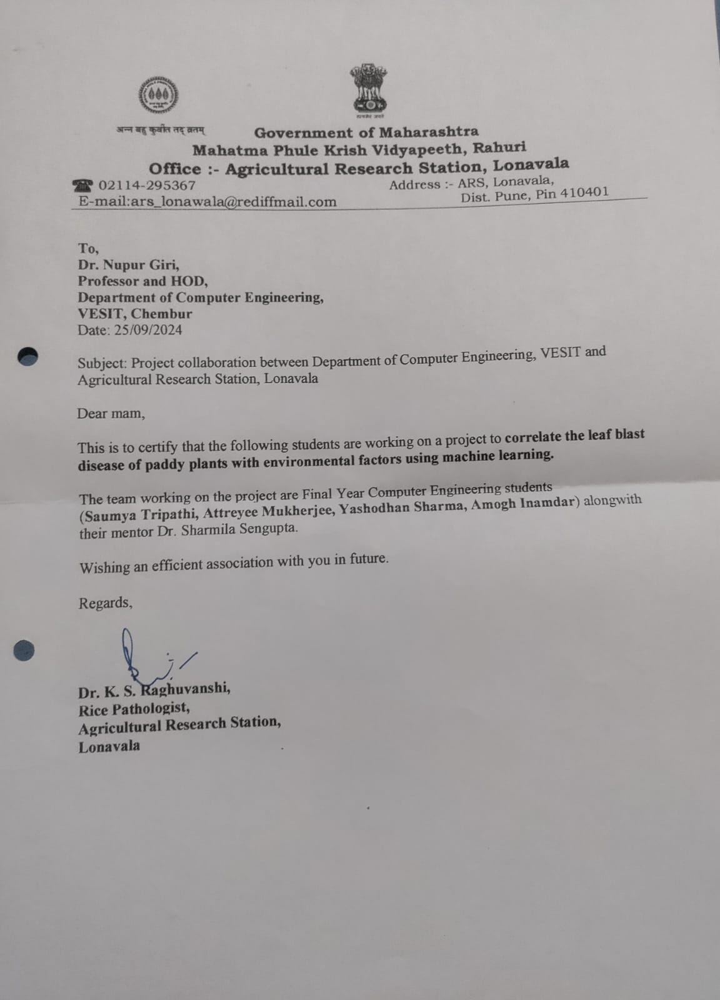 अन्न बहु कुर्वीत तद् व्रतम्
Government of Maharashtra
Mahatma Phule Krish Vidyapeeth, Rahuri
Office :- Agricultural Research Station, Lonavala
02114-295367
Address :- ARS, Lonavala,
E-mail:ars_lonawala@rediffmail.com
Dist. Pune, Pin 410401
To,
Dr. Nupur Giri,
Professor and HOD,
Department of Computer Engineering,
VESIT, Chembur
Date: 25/09/2024
Subject: Project collaboration between Department of Computer Engineering, VESIT and
Agricultural Research Station, Lonavala
Dear mam,
This is to certify that the following students are working on a project to correlate the leaf blast
disease of paddy plants with environmental factors using machine learning.
The team working on the project are Final Year Computer Engineering students
(Saumya Tripathi, Attreyee Mukherjee, Yashodhan Sharma, Amogh Inamdar) alongwith
their mentor Dr. Sharmila Sengupta.
Wishing an efficient association with you in future.
Regards,
Dr. K. S. Raghuvanshi,
Rice Pathologist,
Agricultural Research Station,
Lonavala